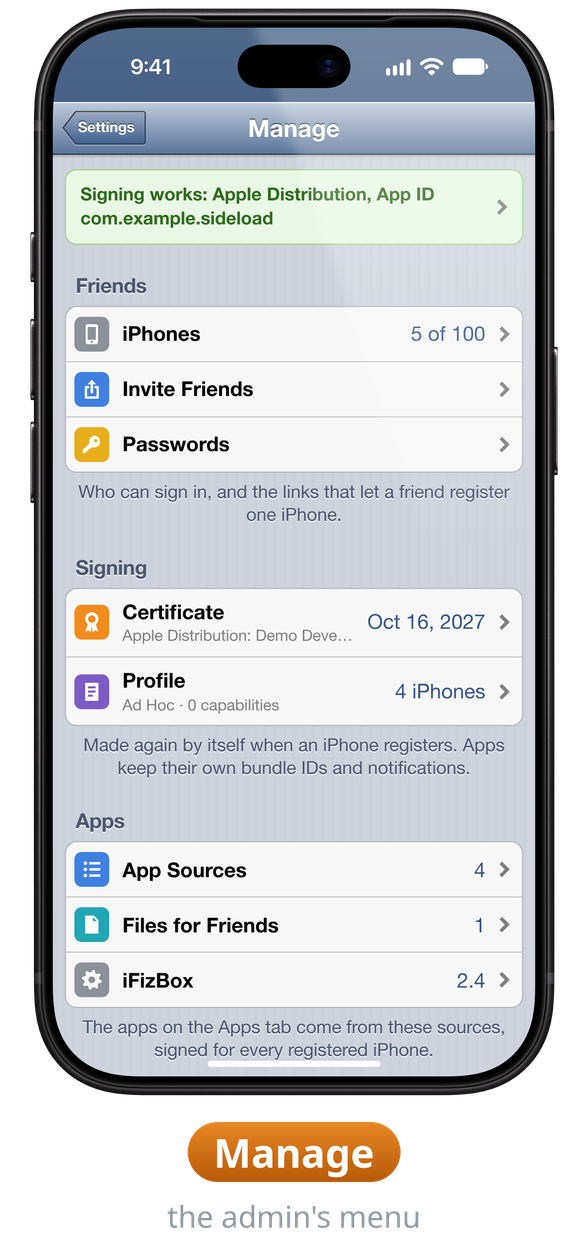 9:41
Settings
Manage
Signing works: Apple Distribution, App ID
com.example.sideload
Friends
iPhones
5 of 100
Invite Friends
Passwords
Who can sign in, and the links that let a friend register
one iPhone.
Signing
Certificate
Apple Distribution: Demo Deve…
Oct 16, 2027
Profile
Ad Hoc · 0 capabilities
4 iPhones
Made again by itself when an iPhone registers. Apps
keep their own bundle IDs and notifications.
Apps
App Sources
4
Files for Friends
1
iFizBox
2.4
The apps on the Apps tab come from these sources,
signed for every registered iPhone.
Manage
the admin's menu